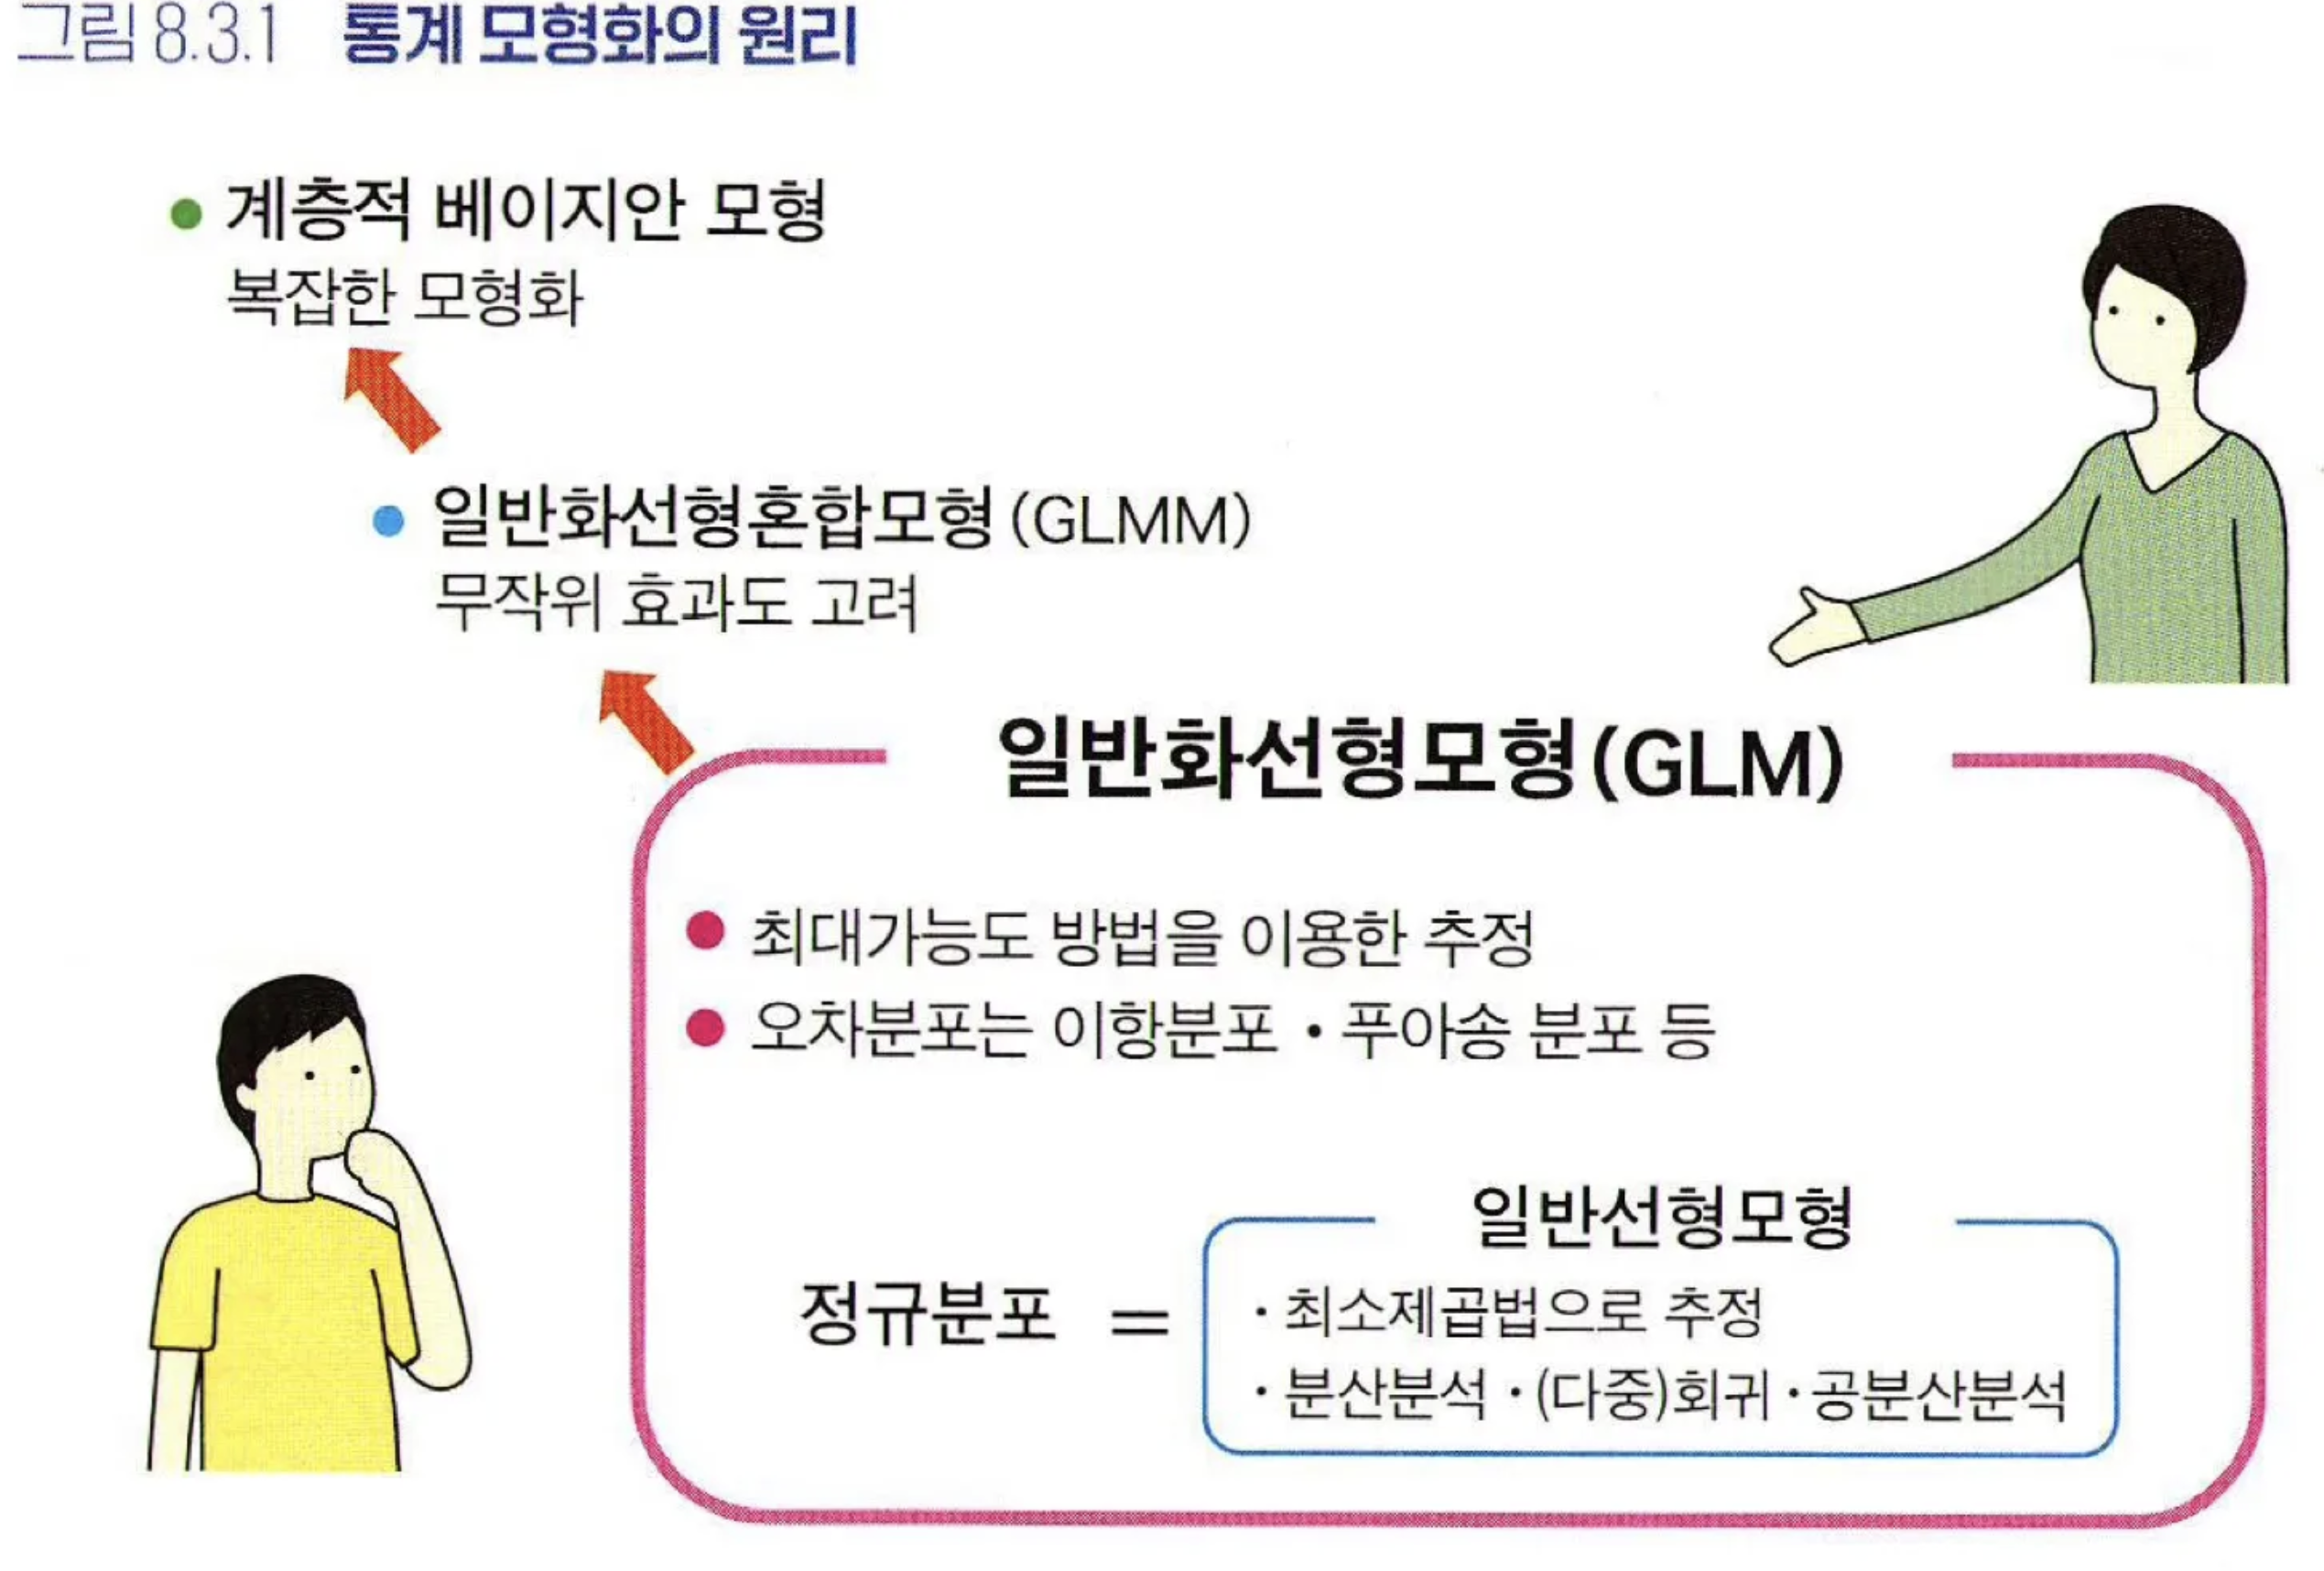 그림 8.3.1 통계 모형화의 원리
• 계층적 베이지안 모형
복잡한 모형화
• 일반화선형혼합모형(GLMM)
무작위 효과도 고려
일반화선형모형(GLM)
• 최대가능도 방법을 이용한 추정
• 오차분포는 이항분포 · 푸아송 분포 등
일반선형모형
정규분포 =
· 최소제곱법으로 추정
· 분산분석 · (다중)회귀 · 공분산분석